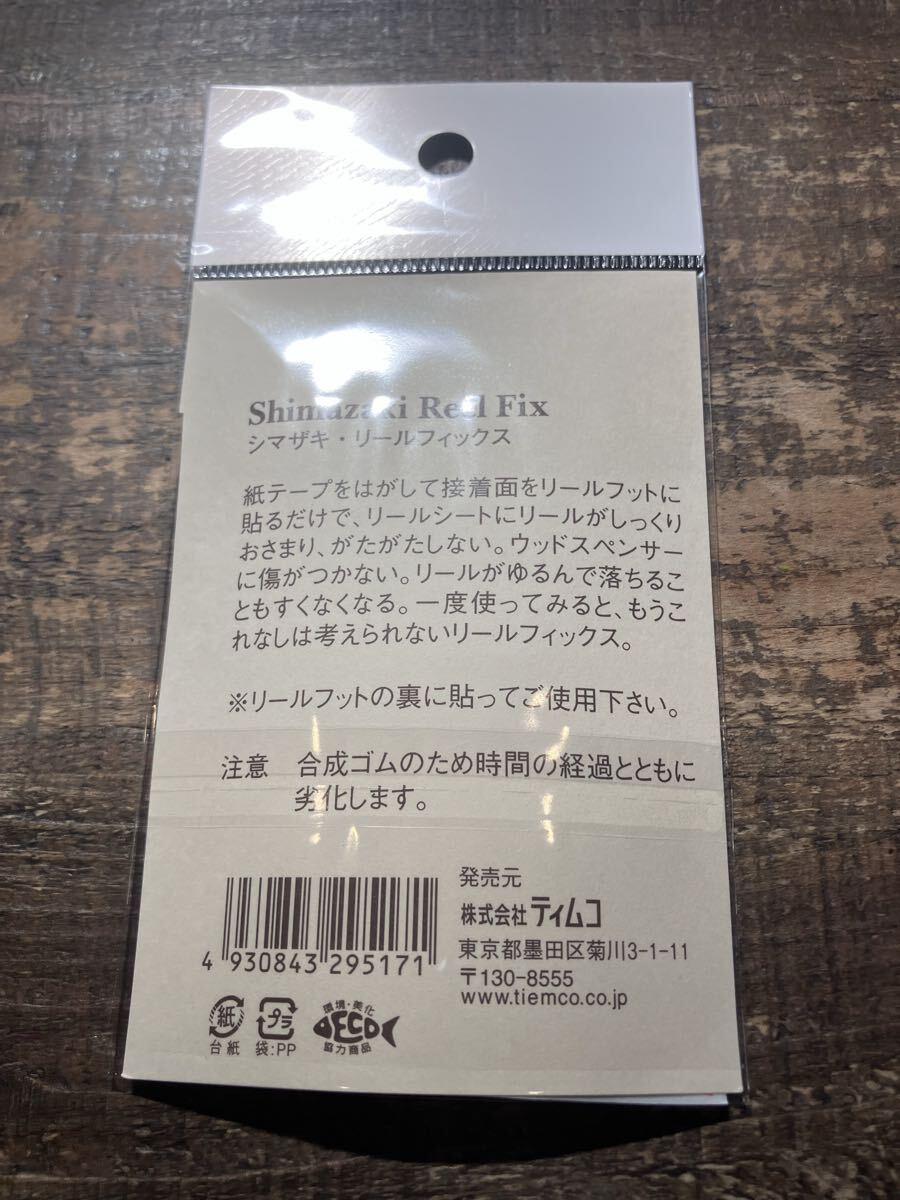 Shimazaki Reel Fix
シマザキ・リールフィックス
紙テープをはがして接着面をリールフットに
貼るだけで、リールシートにリールがしっくり
おさまり、がたがたしない。ウッドスペンサー
に傷がつかない。リールがゆるんで落ちるこ
ともすくなくなる。一度使ってみると、もうこ
れなしは考えられないリールフィックス。
※リールフットの裏に貼ってご使用下さい。
注意 合成ゴムのため時間の経過とともに
劣化します。
発売元
株式会社 ティムコ
東京都墨田区菊川3-1-11
〒130-8555
www.tiemco.co.jp
4 930843 295171
紙
台紙
プラ
袋:PP
環境・美化
ECO
協力商品